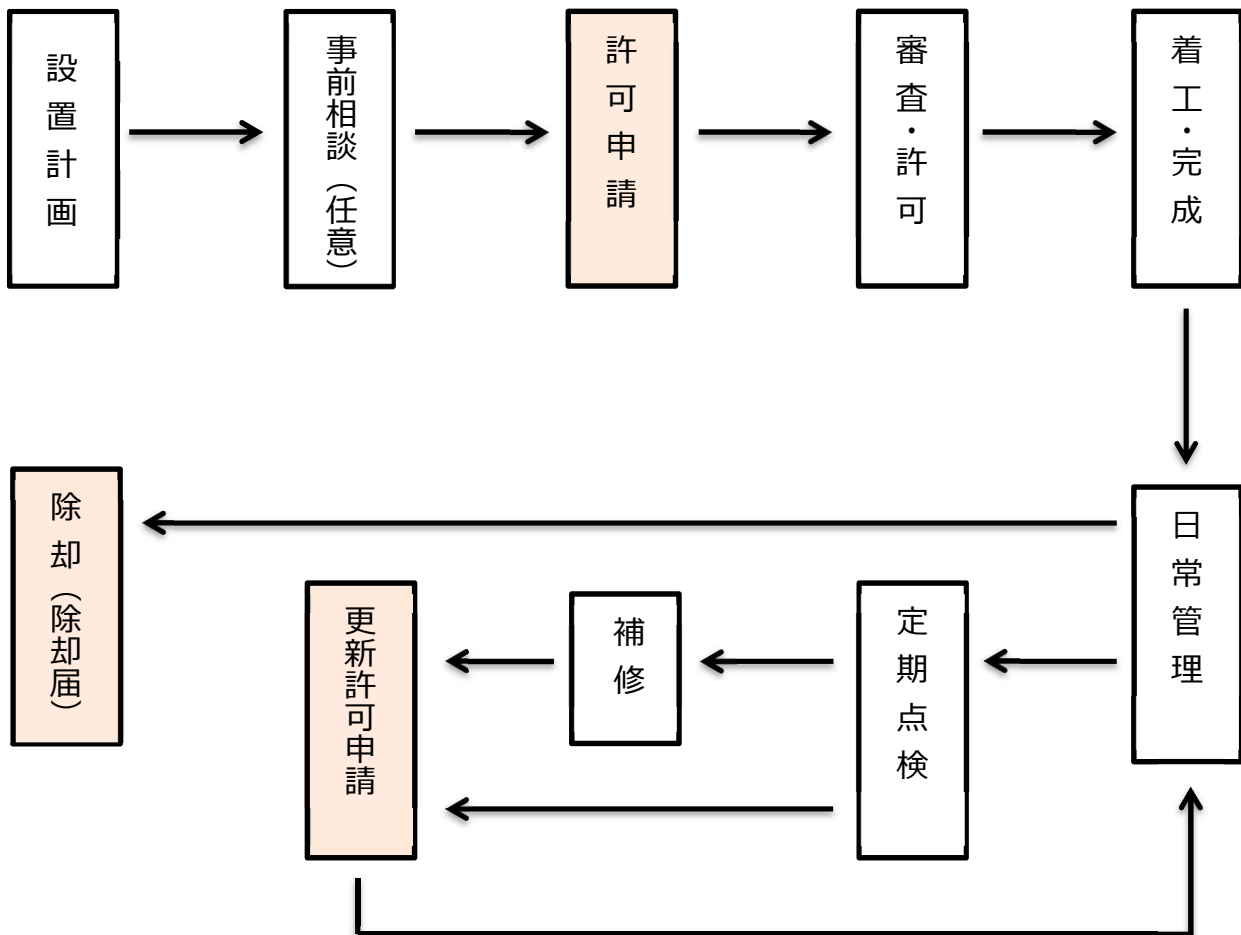 設置計画
事前相談（任意）
許可申請
審査・許可
着工・完成
日常管理
定期点検
補修
更新許可申請
除却（除却届）